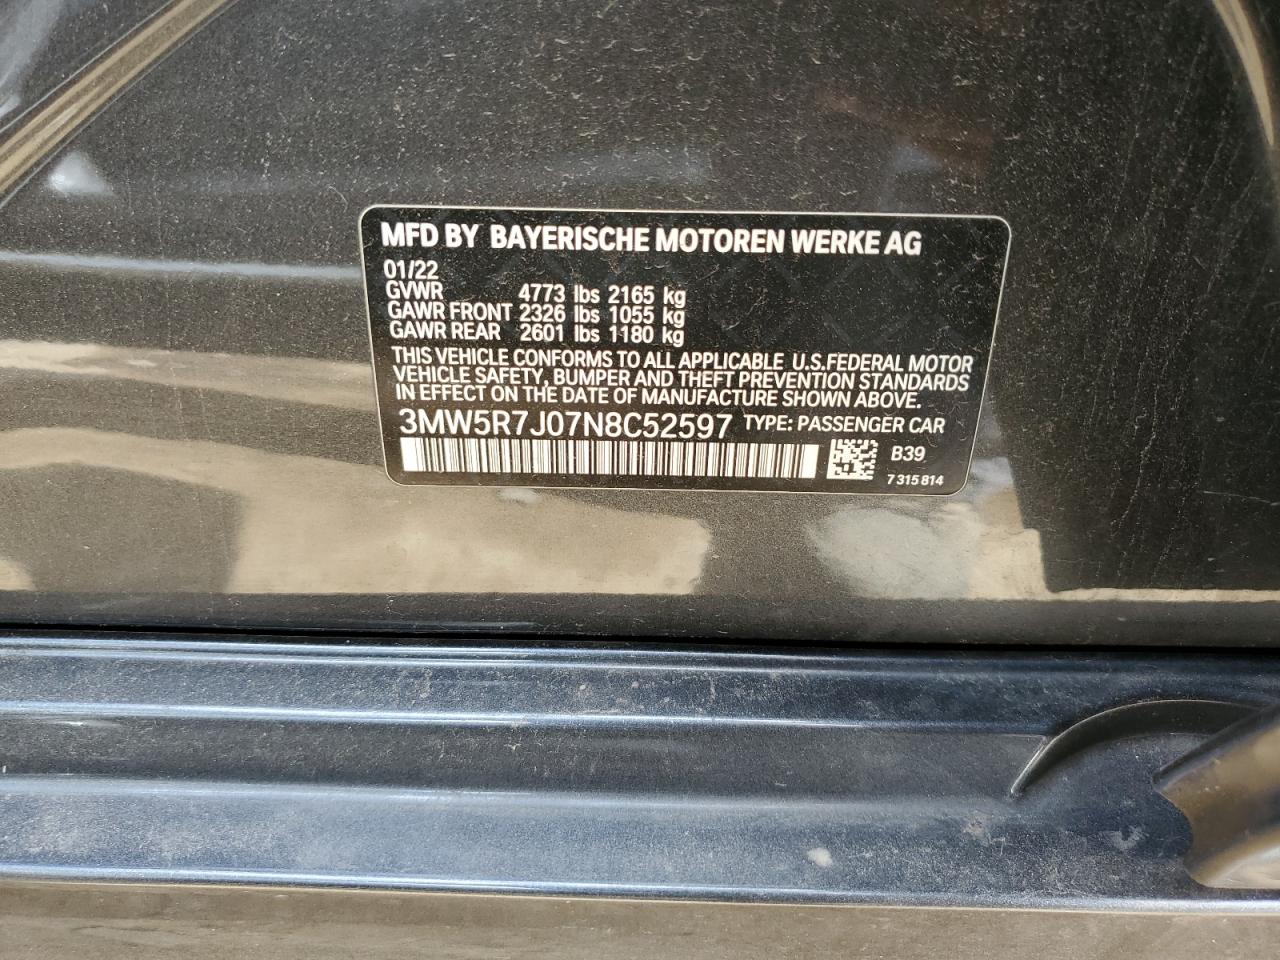 MFD BY BAYERISCHE MOTOREN WERKE AG
01/22
GVWR 4773 lbs 2165 kg
GAWR FRONT 2326 lbs 1055 kg
GAWR REAR 2601 lbs 1180 kg
THIS VEHICLE CONFORMS TO ALL APPLICABLE U.S.FEDERAL MOTOR
VEHICLE SAFETY, BUMPER AND THEFT PREVENTION STANDARDS
IN EFFECT ON THE DATE OF MANUFACTURE SHOWN ABOVE.
3MW5R7J07N8C52597 TYPE: PASSENGER CAR
B39
7 315 814